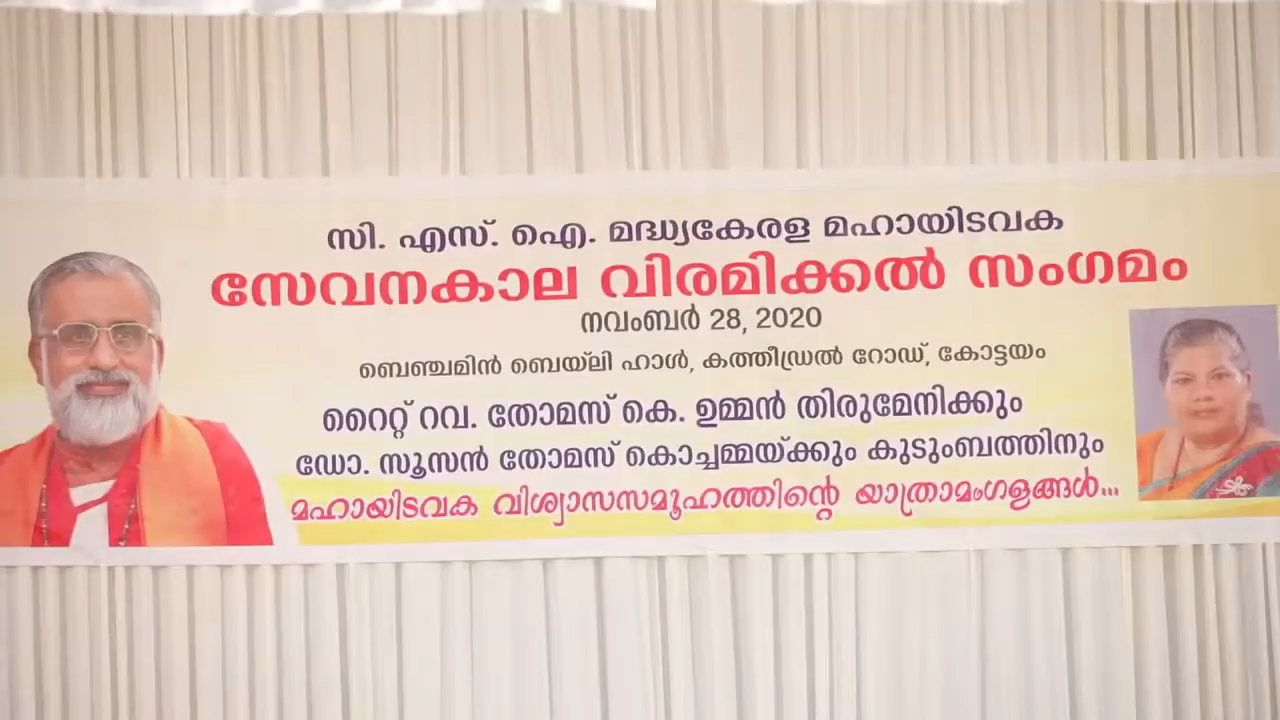 സി. എസ്. ഐ. മദ്ധ്യകേരള മഹായിടവക
സേവനകാല വിരമിക്കൽ സംഗമം
നവംബർ 28, 2020
ബെഞ്ചമിൻ ബെയ്‌ലി ഹാൾ, കത്തീഡ്രൽ റോഡ്, കോട്ടയം
റൈറ്റ് റവ. തോമസ് കെ. ഉമ്മൻ തിരുമേനിക്കും
ഡോ. സൂസൻ തോമസ് കൊച്ചമ്മയ്ക്കും കുടുംബത്തിനും
മഹായിടവക വിശ്വാസസമൂഹത്തിന്റെ യാത്രാമംഗളങ്ങൾ...